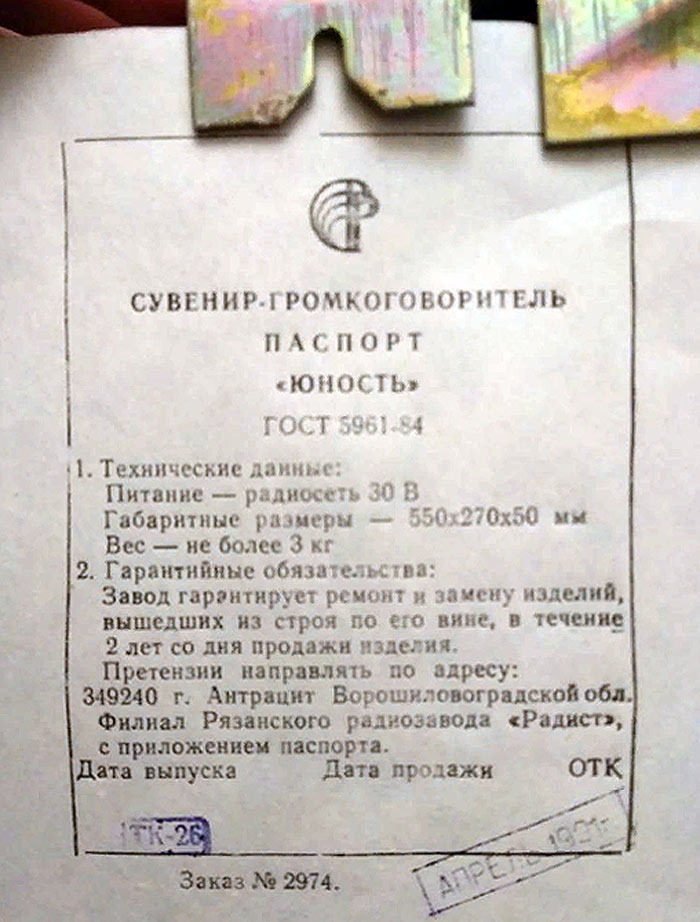 СУВЕНИР-ГРОМКОГОВОРИТЕЛЬ
ПАСПОРТ
«ЮНОСТЬ»
ГОСТ 5961-84
1. Технические данные:
Питание — радиосеть 30 В
Габаритные размеры — 550х270х50 мм
Вес — не более 3 кг
2. Гарантийные обязательства:
Завод гарантирует ремонт и замену изделий,
вышедших из строя по его вине, в течение
2 лет со дня продажи изделия.
Претензии направлять по адресу:
349240 г. Антрацит Ворошиловоградской обл.
Филиал Рязанского радиозавода «Радист»,
с приложением паспорта.
Дата выпуска Дата продажи ОТК
ТК-26
АПРЕЛЬ 1991г
Заказ № 2974.